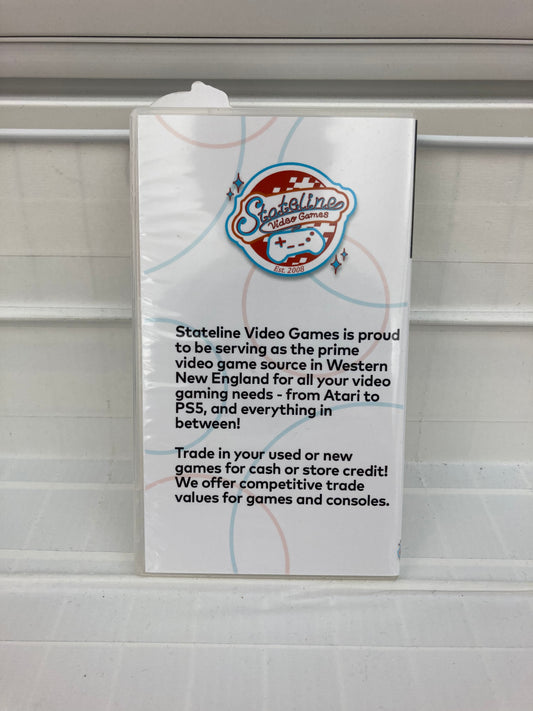 Stateline
Video Games
Est. 2008
Stateline Video Games is proud
to be serving as the prime
video game source in Western
New England for all your video
gaming needs - from Atari to
PS5, and everything in
between!
Trade in your used or new
games for cash or store credit!
We offer competitive trade
values for games and consoles.